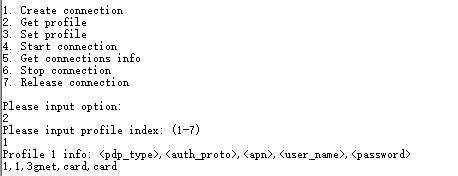 1. Create connection
2. Get profile
3. Set profile
4. Start connection
5. Get connections info
6. Stop connection
7. Release connection
Please input option:
2
Please input profile index: (1-7)
1
Profile 1 info: <pdp_type>,<auth_proto>,<apn>,<user_name>,<password>
1,1,3gnet,card,card